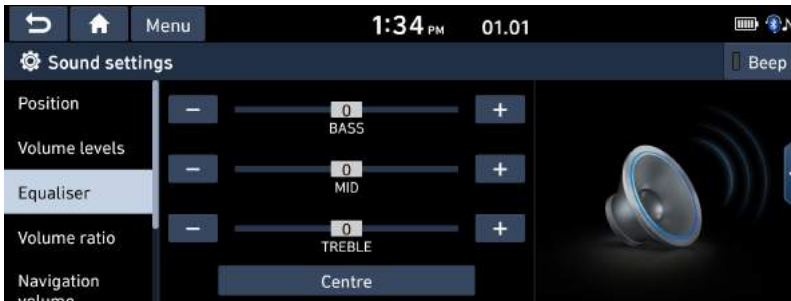 Menu
1:34 PM 01.01
Sound settings
Beep
Position
Volume levels
Equaliser
Volume ratio
Navigation
volume
- 0 +
BASS
- 0 +
MID
- 0 +
TREBLE
Centre